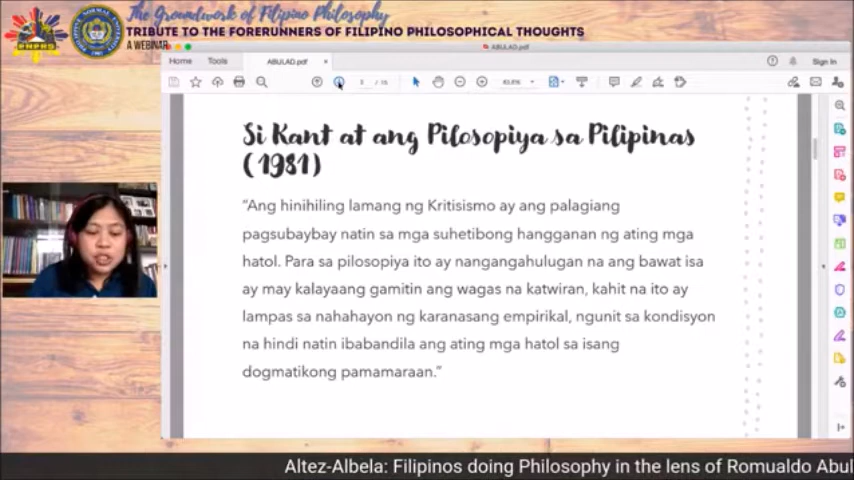 The Groundwork of Filipino Philosophy
TRIBUTE TO THE FORERUNNERS OF FILIPINO PHILOSOPHICAL THOUGHTS
A WEBINAR
ABULAD.pdf
Home Tools ABULAD.pdf × Sign In
Si Kant at ang Pilosopiya sa Pilipinas
(1981)
“Ang hinihiling lamang ng Kritisismo ay ang palagiang
pagsubaybay natin sa mga suhetibong hangganan ng ating mga
hatol. Para sa pilosopiya ito ay nangangahulugan na ang bawat isa
ay may kalayaang gamitin ang wagas na katwiran, kahit na ito ay
lampas sa nahahayon ng karanasang empirikal, ngunit sa kondisyon
na hindi natin ibabandila ang ating mga hatol sa isang
dogmatikong pamamaraan.”
Altez-Albela: Filipinos doing Philosophy in the lens of Romualdo Abul